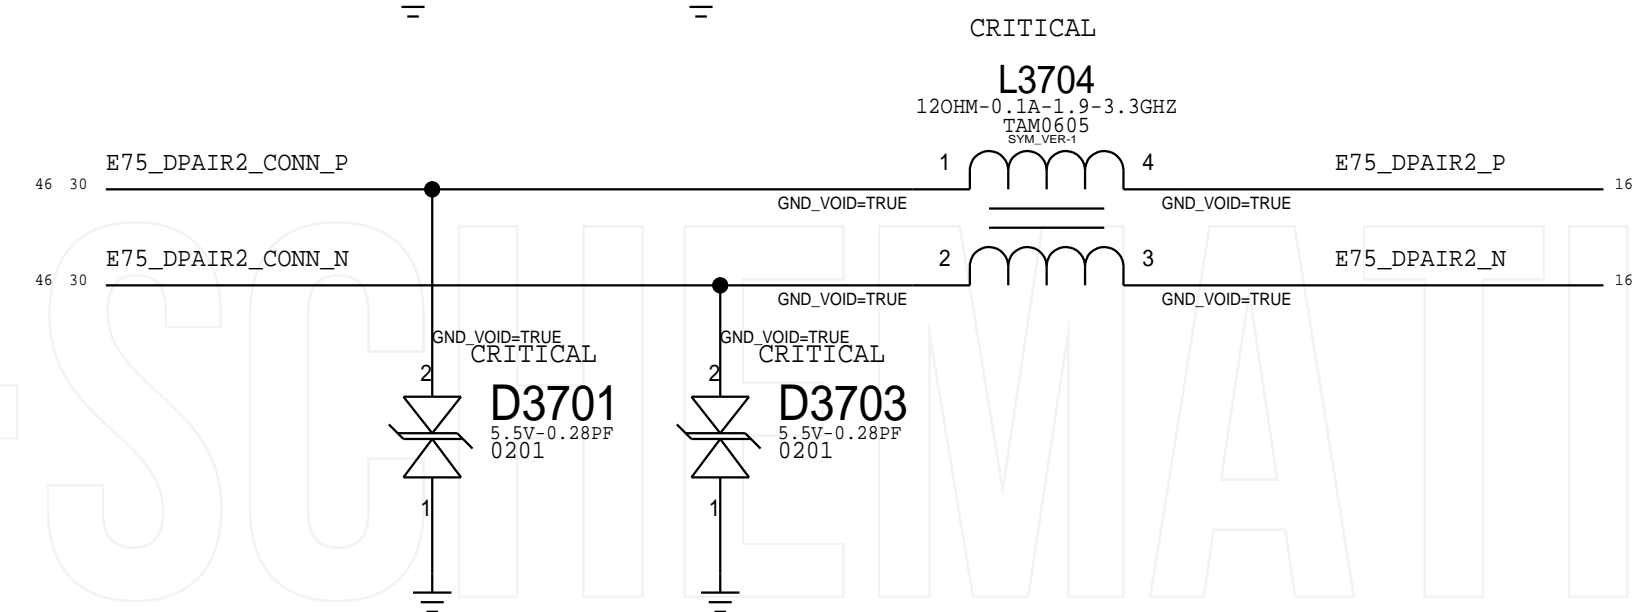 CRITICAL
L3704
12OHM-0.1A-1.9-3.3GHZ
TAM0605
SYM_VER-1
E75_DPAIR2_CONN_P
1
4
E75_DPAIR2_P
46 30
16
GND_VOID=TRUE
GND_VOID=TRUE
E75_DPAIR2_CONN_N
2
3
E75_DPAIR2_N
46 30
16
GND_VOID=TRUE
GND_VOID=TRUE
GND_VOID=TRUE
GND_VOID=TRUE
CRITICAL
CRITICAL
2
2
D3701
D3703
5.5V-0.28PF
5.5V-0.28PF
0201
0201
1
1
-SCHEMATI